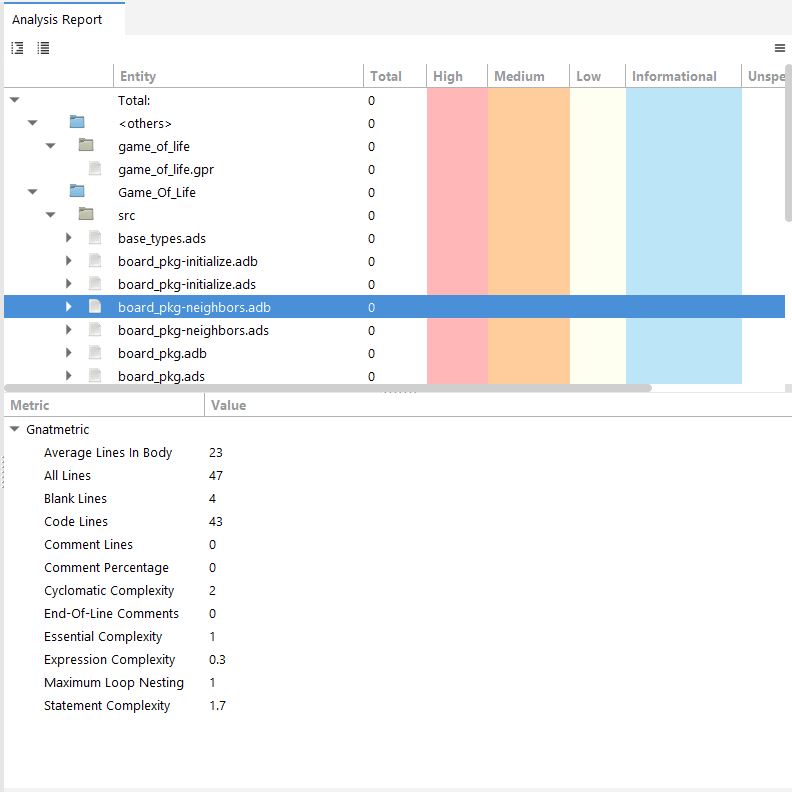 Analysis Report
Entity Total High Medium Low Informational Unspe
Total: 0
<others> 0
game_of_life 0
game_of_life.gpr 0
Game_Of_Life 0
src 0
base_types.ads 0
board_pkg-initialize.adb 0
board_pkg-initialize.ads 0
board_pkg-neighbors.adb 0
board_pkg-neighbors.ads 0
board_pkg.adb 0
board_pkg.ads 0
Metric Value
Gnatmetric
Average Lines In Body 23
All Lines 47
Blank Lines 4
Code Lines 43
Comment Lines 0
Comment Percentage 0
Cyclomatic Complexity 2
End-Of-Line Comments 0
Essential Complexity 1
Expression Complexity 0.3
Maximum Loop Nesting 1
Statement Complexity 1.7